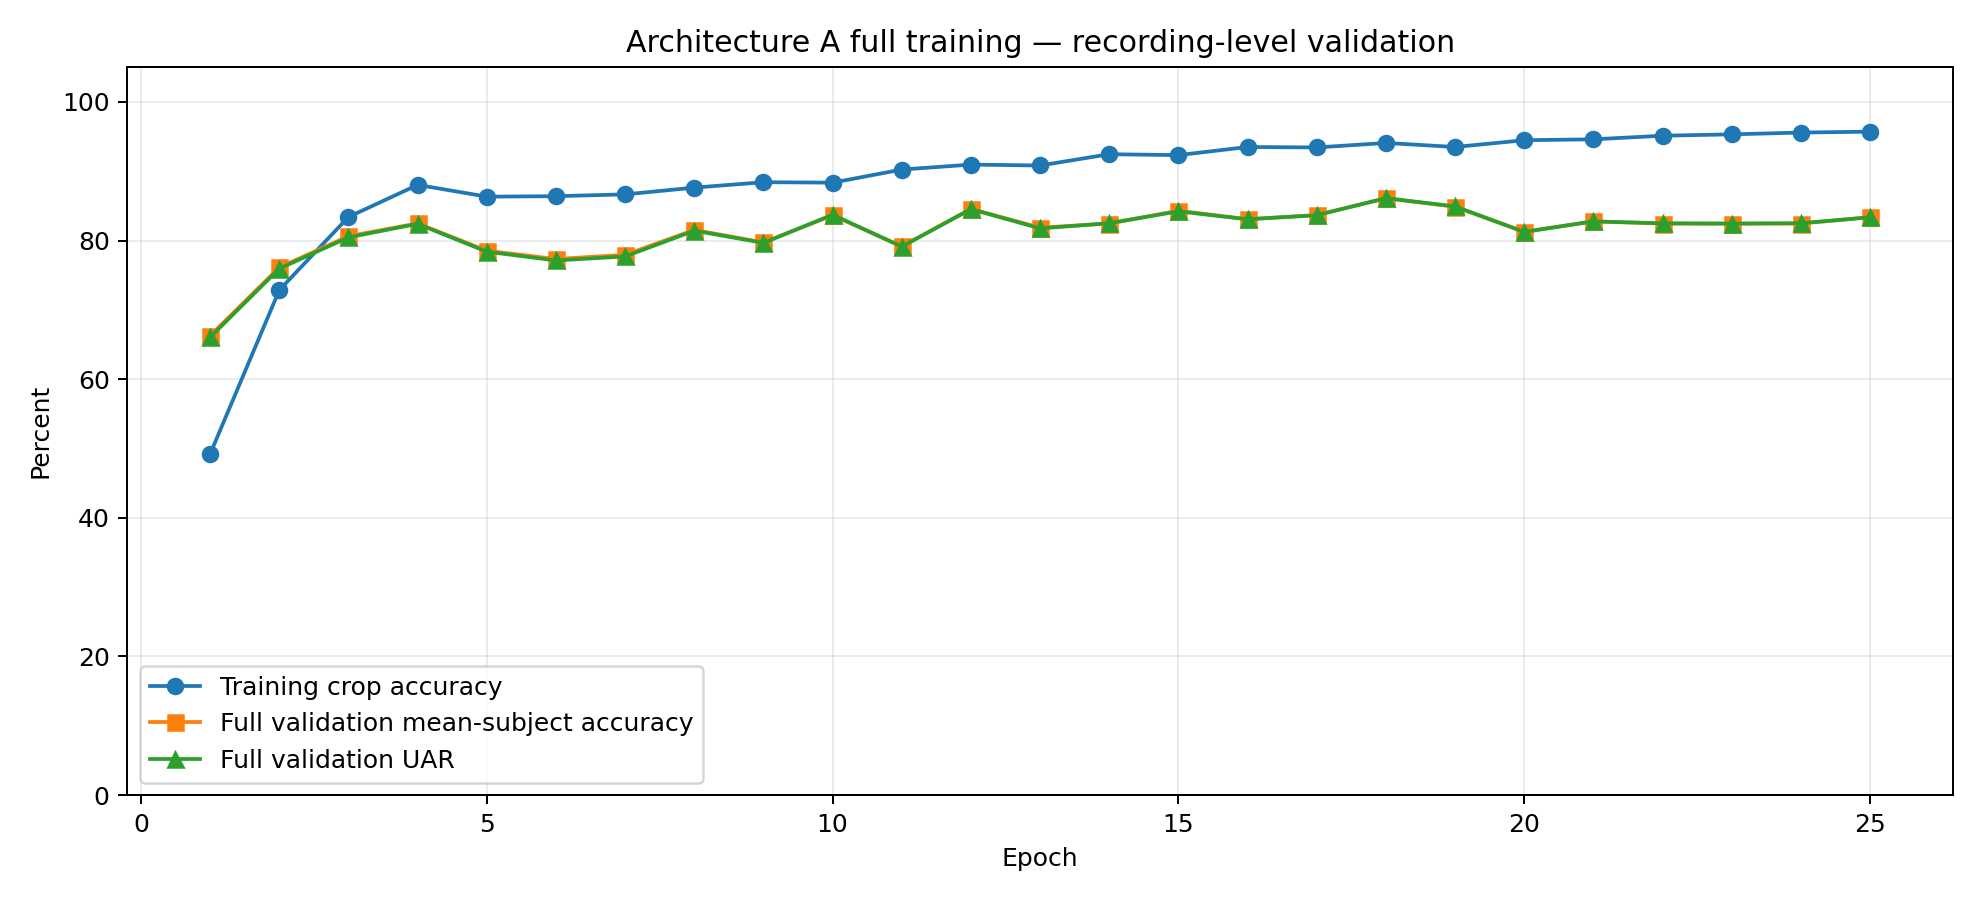 Architecture A full training — recording-level validation
Percent
100
80
60
40
20
0
Training crop accuracy
Full validation mean-subject accuracy
Full validation UAR
0 5 10 15 20 25
Epoch